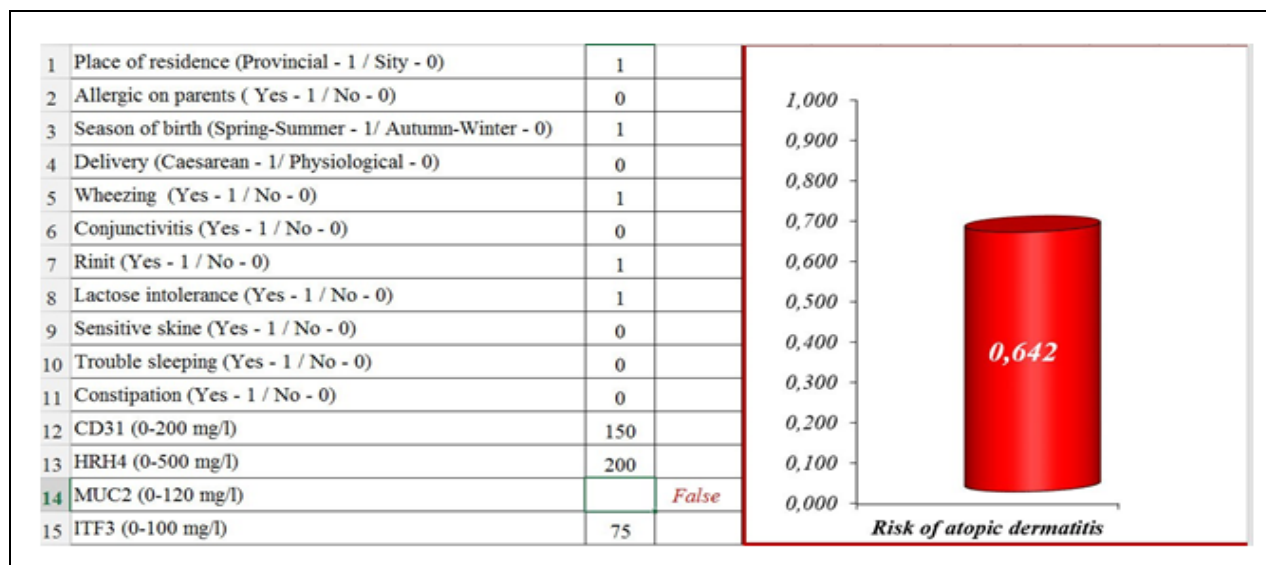 1 Place of residence (Provincial - 1 / Sity - 0) 1
2 Allergic on parents ( Yes - 1 / No - 0) 0
3 Season of birth (Spring-Summer - 1/ Autumn-Winter - 0) 1
4 Delivery (Caesarean - 1/ Physiological - 0) 0
5 Wheezing (Yes - 1 / No - 0) 1
6 Conjunctivitis (Yes - 1 / No - 0) 0
7 Rinit (Yes - 1 / No - 0) 1
8 Lactose intolerance (Yes - 1 / No - 0) 1
9 Sensitive skine (Yes - 1 / No - 0) 0
10 Trouble sleeping (Yes - 1 / No - 0) 0
11 Constipation (Yes - 1 / No - 0) 0
12 CD31 (0-200 mg/l) 150
13 HRH4 (0-500 mg/l) 200
14 MUC2 (0-120 mg/l) False
15 ITF3 (0-100 mg/l) 75
1,000
0,900
0,800
0,700
0,600
0,500
0,400
0,300
0,200
0,100
0,000
0,642
Risk of atopic dermatitis